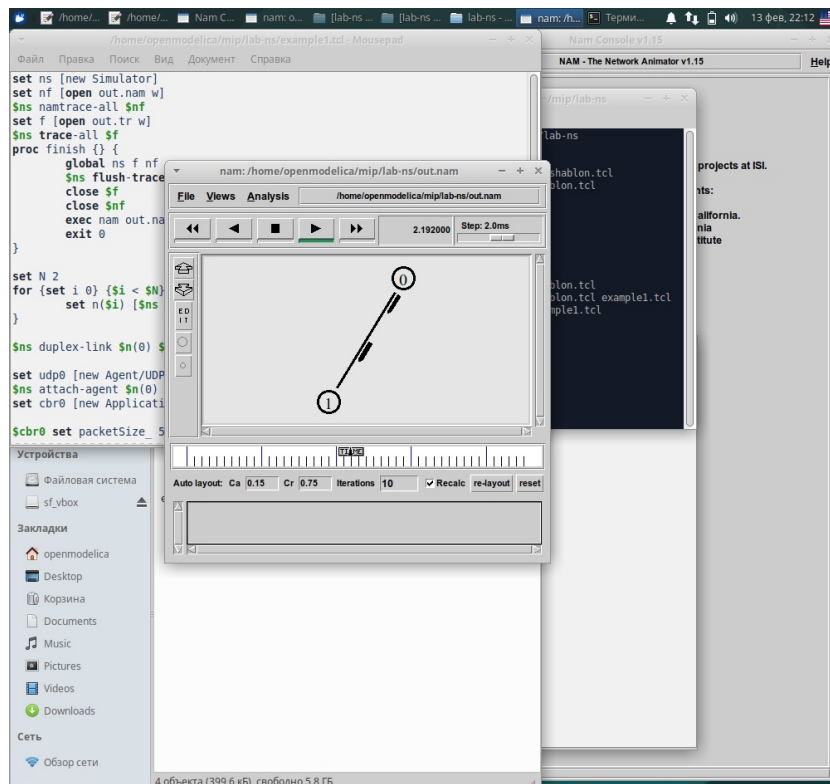 /home/...
/home/...
Nam C...
nam: o...
[lab-ns ...
[lab-ns ...
lab-ns - ...
nam: /h...
Терми...
13 фев, 22:12
/home/openmodelica/mip/lab-ns/example1.tcl - Mousepad
Файл Правка Поиск Вид Документ Справка
set ns [new Simulator]
set nf [open out.nam w]
$ns namtrace-all $nf
set f [open out.tr w]
$ns trace-all $f
proc finish {} {
global ns f nf
$ns flush-trace
close $f
close $nf
exec nam out.na
exit 0
}
set N 2
for {set i 0} {$i < $N}
set n($i) [$ns
}
$ns duplex-link $n(0) $
set udp0 [new Agent/UDP
$ns attach-agent $n(0)
set cbr0 [new Applicati
$cbr0 set packetSize_ 5
Nam Console v1.15
NAM - The Network Animator v1.15
Help
~/mip/lab-ns
/lab-ns
shablon.tcl
blon.tcl
blon.tcl
blon.tcl example1.tcl
mple1.tcl
projects at ISI.
nts:
alifornia.
nia
titute
nam: /home/openmodelica/mip/lab-ns/out.nam
File Views Analysis
/home/openmodelica/mip/lab-ns/out.nam
2.192000
Step: 2.0ms
ED
IT
0
1
TIME
Auto layout: Ca 0.15 Cr 0.75 Iterations 10 Recalc re-layout reset
Устройства
Файловая система
sf_vbox
Закладки
openmodelica
Desktop
Корзина
Documents
Music
Pictures
Videos
Downloads
Сеть
Обзор сети
4 объекта (399,6 кБ), свободно 5,8 ГБ